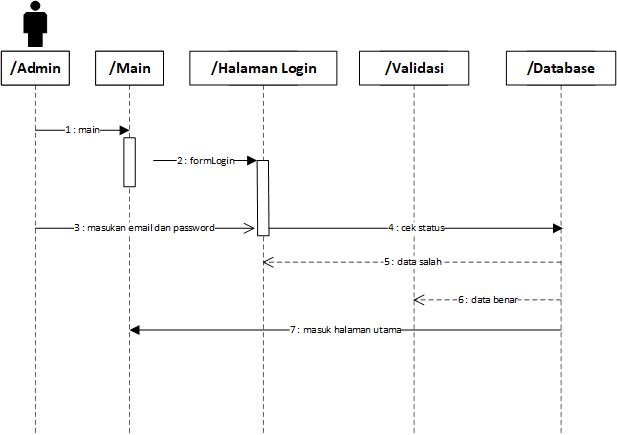 /Admin
/Main
/Halaman Login
/Validasi
/Database
1 : main
2 : formLogin
3 : masukan email dan password
4 : cek status
5 : data salah
6 : data benar
7 : masuk halaman utama